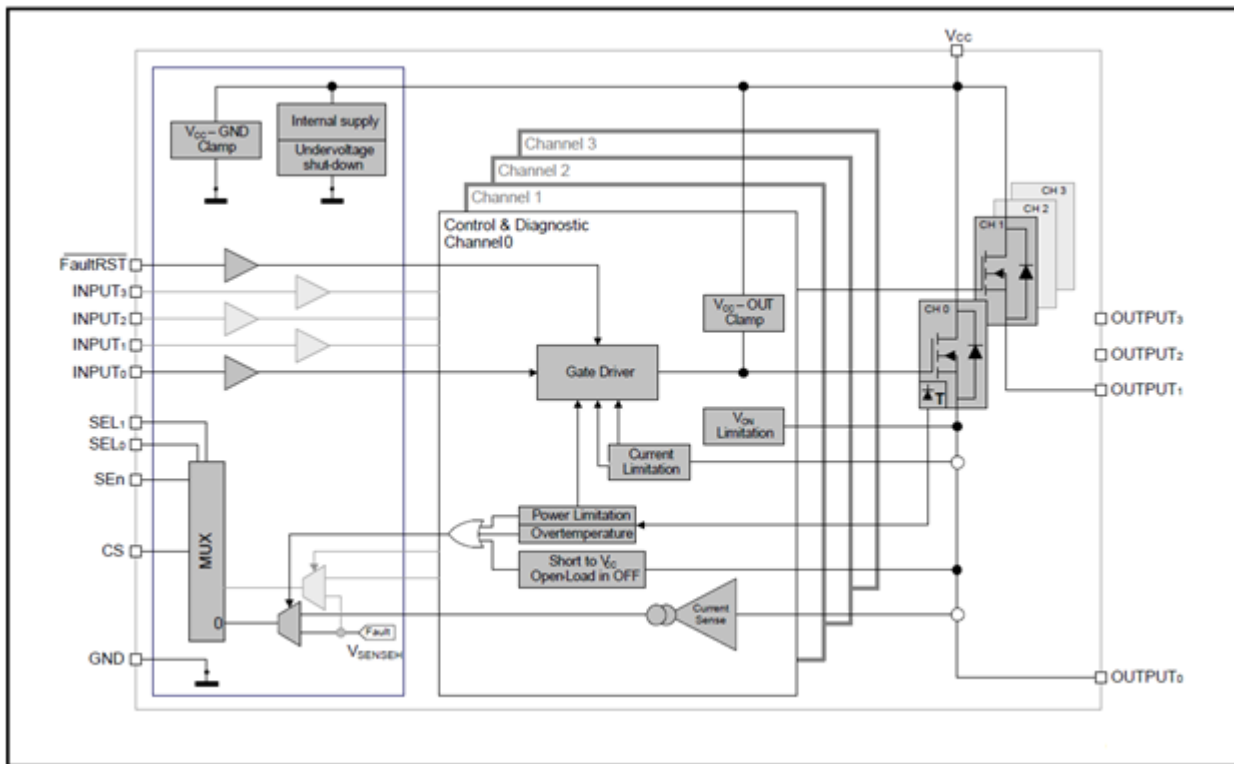 VCC
VCC – GND
Clamp
Internal supply
Undervoltage
shut-down
Channel 3
Channel 2
Channel 1
Control & Diagnostic
Channel0
CH 3
CH 2
CH 1
CH 0
T
FaultRST
INPUT3
INPUT2
INPUT1
INPUT0
VCC – OUT
Clamp
Gate Driver
OUTPUT3
OUTPUT2
OUTPUT1
SEL1
SEL0
SEn
CS
GND
MUX
0
VON
Limitation
Current
Limitation
Power Limitation
Overtemperature
Short to VCC
Open-Load in OFF
Current
Sense
Fault
VSENSEH
OUTPUT0